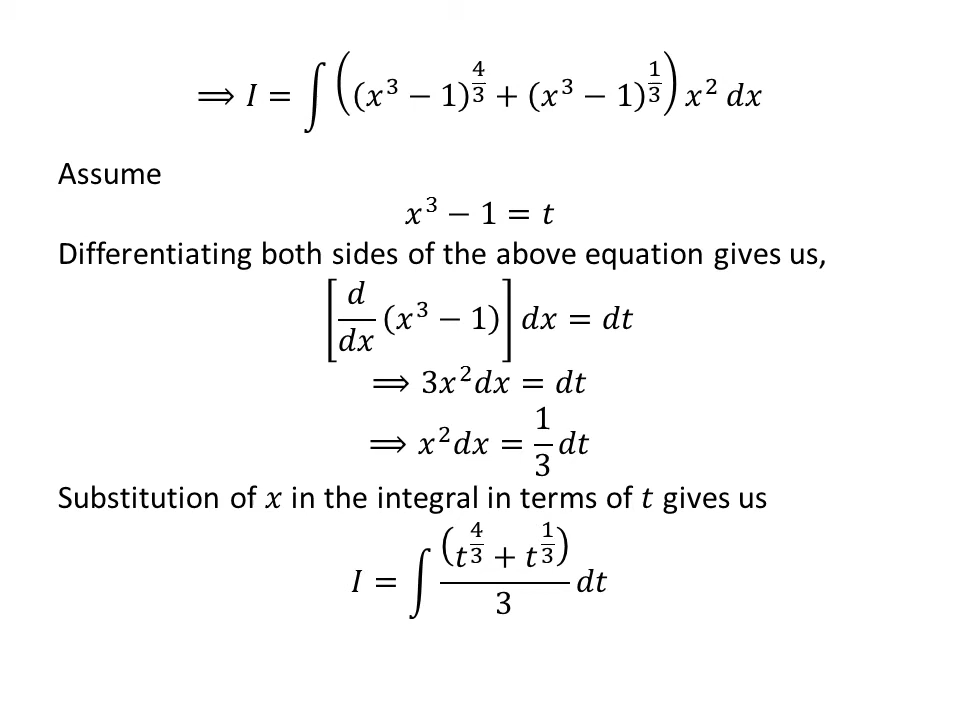 ⟹ I = ∫ ((x³ − 1)^(4/3) + (x³ − 1)^(1/3)) x² dx
Assume
x³ − 1 = t
Differentiating both sides of the above equation gives us,
[d/dx (x³ − 1)] dx = dt
⟹ 3x²dx = dt
⟹ x²dx = 1/3 dt
Substitution of x in the integral in terms of t gives us
I = ∫ (t^(4/3) + t^(1/3))/3 dt